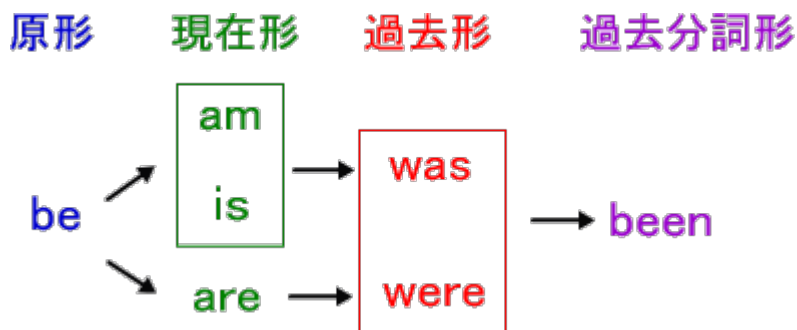 原形 現在形 過去形 過去分詞形
am
was
is
be
been
are
were